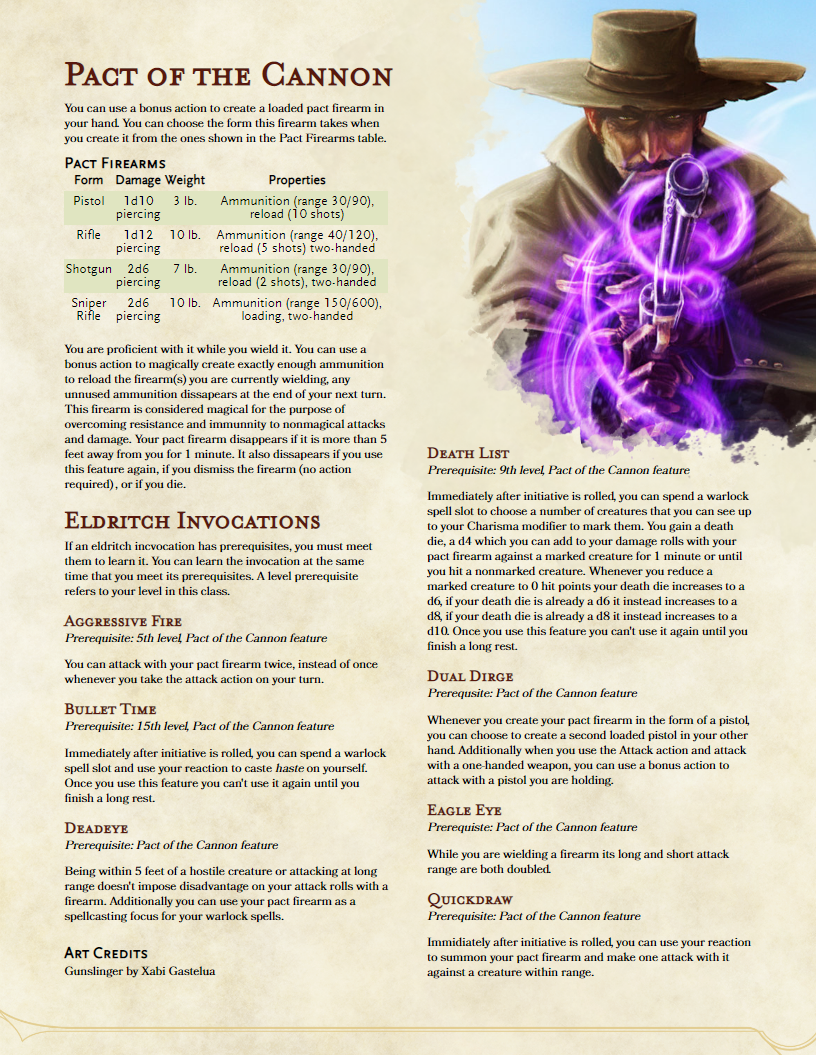 PACT OF THE CANNON
You can use a bonus action to create a loaded pact firearm in
your hand. You can choose the form this firearm takes when
you create it from the ones shown in the Pact Firearms table.
PACT FIREARMS
Form Damage Weight Properties
Pistol 1d10 piercing 3 lb. Ammunition (range 30/90), reload (10 shots)
Rifle 1d12 piercing 10 lb. Ammunition (range 40/120), reload (5 shots) two-handed
Shotgun 2d6 piercing 7 lb. Ammunition (range 30/90), reload (2 shots), two-handed
Sniper Rifle 2d6 piercing 10 lb. Ammunition (range 150/600), loading, two-handed
You are proficient with it while you wield it. You can use a
bonus action to magically create exactly enough ammunition
to reload the firearm(s) you are currently wielding, any
unused ammunition dissapears at the end of your next turn.
This firearm is considered magical for the purpose of
overcoming resistance and immunnity to nonmagical attacks
and damage. Your pact firearm disappears if it is more than 5
feet away from you for 1 minute. It also dissapears if you use
this feature again, if you dismiss the firearm (no action
required), or if you die.
ELDRITCH INVOCATIONS
If an eldritch incvocation has prerequisites, you must meet
them to learn it. You can learn the invocation at the same
time that you meet its prerequisites. A level prerequisite
refers to your level in this class.
AGGRESSIVE FIRE
Prerequisite: 5th level, Pact of the Cannon feature
You can attack with your pact firearm twice, instead of once
whenever you take the attack action on your turn.
BULLET TIME
Prerequisite: 15th level, Pact of the Cannon feature
Immediately after initiative is rolled, you can spend a warlock
spell slot and use your reaction to caste haste on yourself.
Once you use this feature you can't use it again until you
finish a long rest.
DEADEYE
Prerequisite: Pact of the Cannon feature
Being within 5 feet of a hostile creature or attacking at long
range doesn't impose disadvantage on your attack rolls with a
firearm. Additionally you can use your pact firearm as a
spellcasting focus for your warlock spells.
ART CREDITS
Gunslinger by Xabi Gastelua
DEATH LIST
Prerequisite: 9th level, Pact of the Cannon feature
Immediately after initiative is rolled, you can spend a warlock
spell slot to choose a number of creatures that you can see up
to your Charisma modifier to mark them. You gain a death
die, a d4 which you can add to your damage rolls with your
pact firearm against a marked creature for 1 minute or until
you hit a nonmarked creature. Whenever you reduce a
marked creature to 0 hit points your death die increases to a
d6, if your death die is already a d6 it instead increases to a
d8, if your death die is already a d8 it instead increases to a
d10. Once you use this feature you can't use it again until you
finish a long rest.
DUAL DIRGE
Prerequsite: Pact of the Cannon feature
Whenever you create your pact firearm in the form of a pistol,
you can choose to create a second loaded pistol in your other
hand. Additionally when you use the Attack action and attack
with a one-handed weapon, you can use a bonus action to
attack with a pistol you are holding.
EAGLE EYE
Prerequiste: Pact of the Cannon feature
While you are wielding a firearm its long and short attack
range are both doubled.
QUICKDRAW
Prerequisite: Pact of the Cannon feature
Immidiately after initiative is rolled, you can use your reaction
to summon your pact firearm and make one attack with it
against a creature within range.